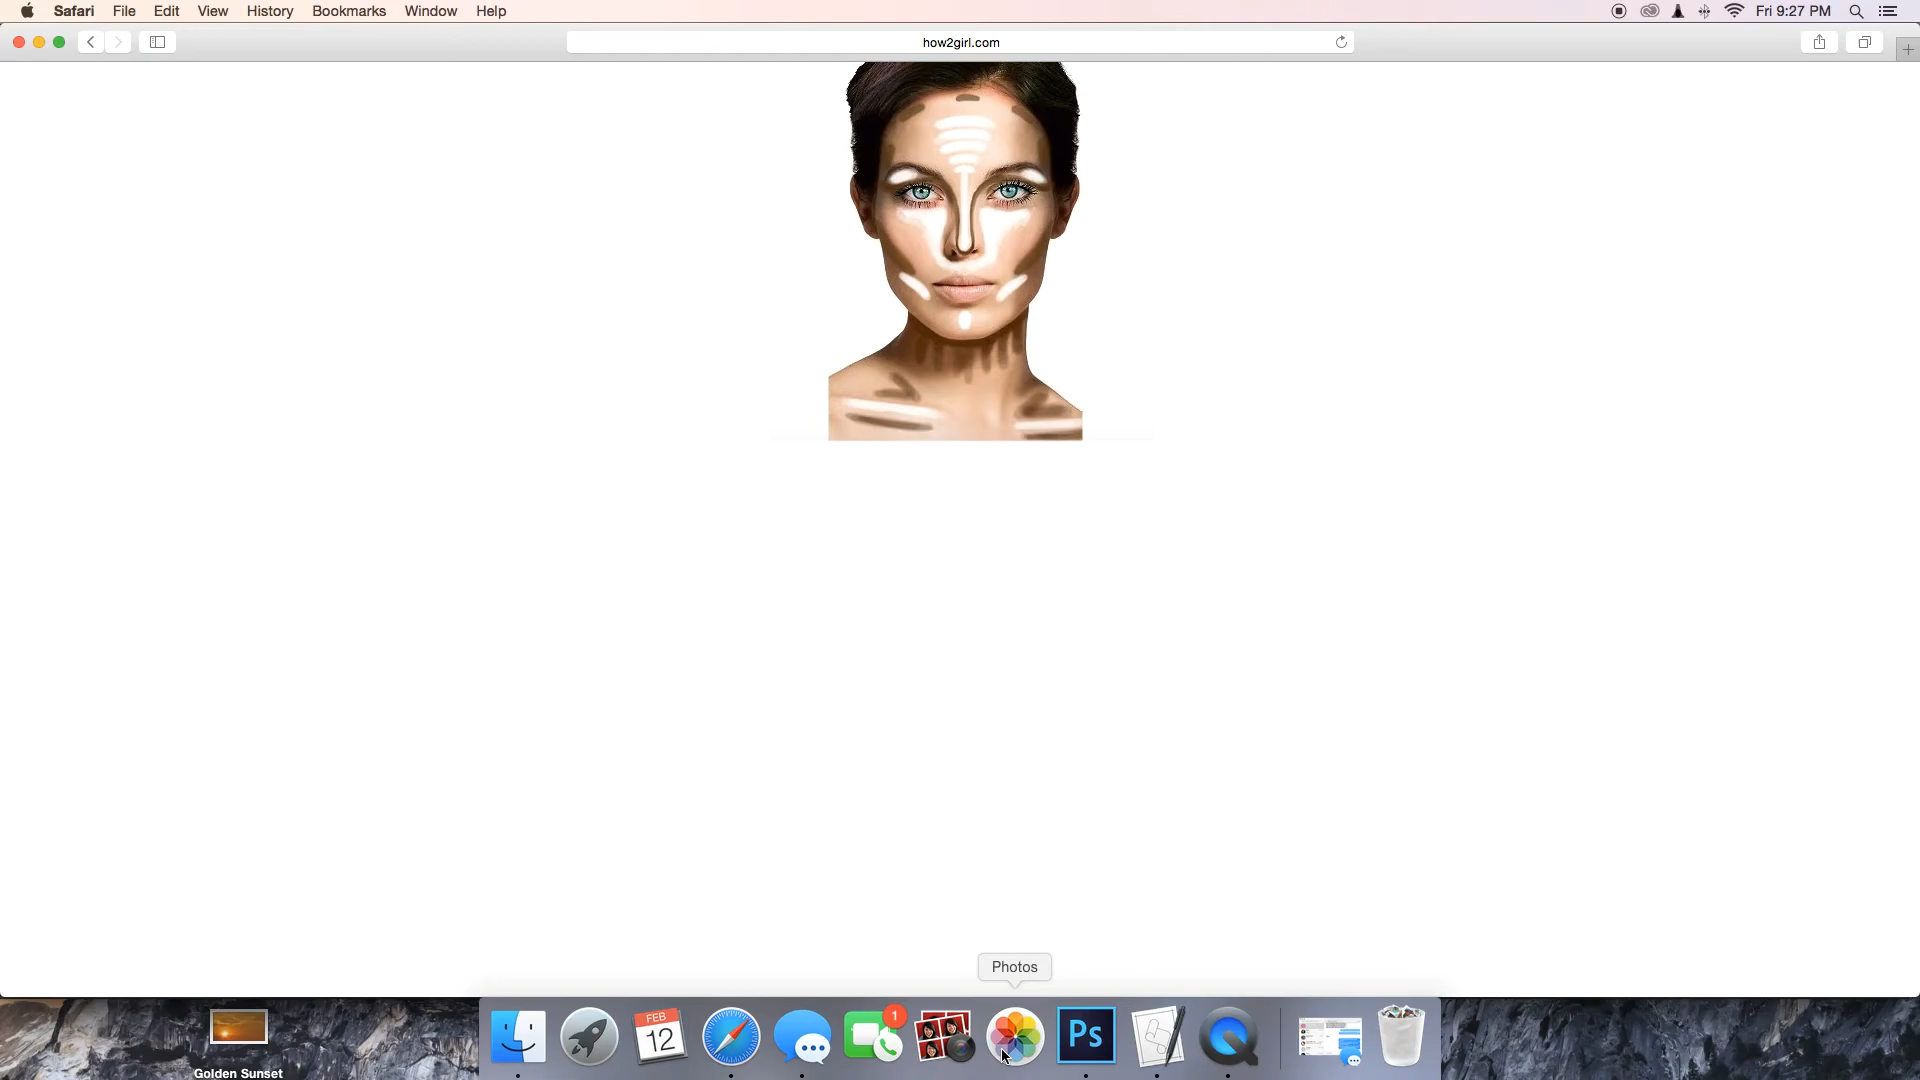 Safari File Edit View History Bookmarks Window Help Fri 9:27 PM
how2girl.com
Photos
FEB
12
1
Ps
Golden Sunset